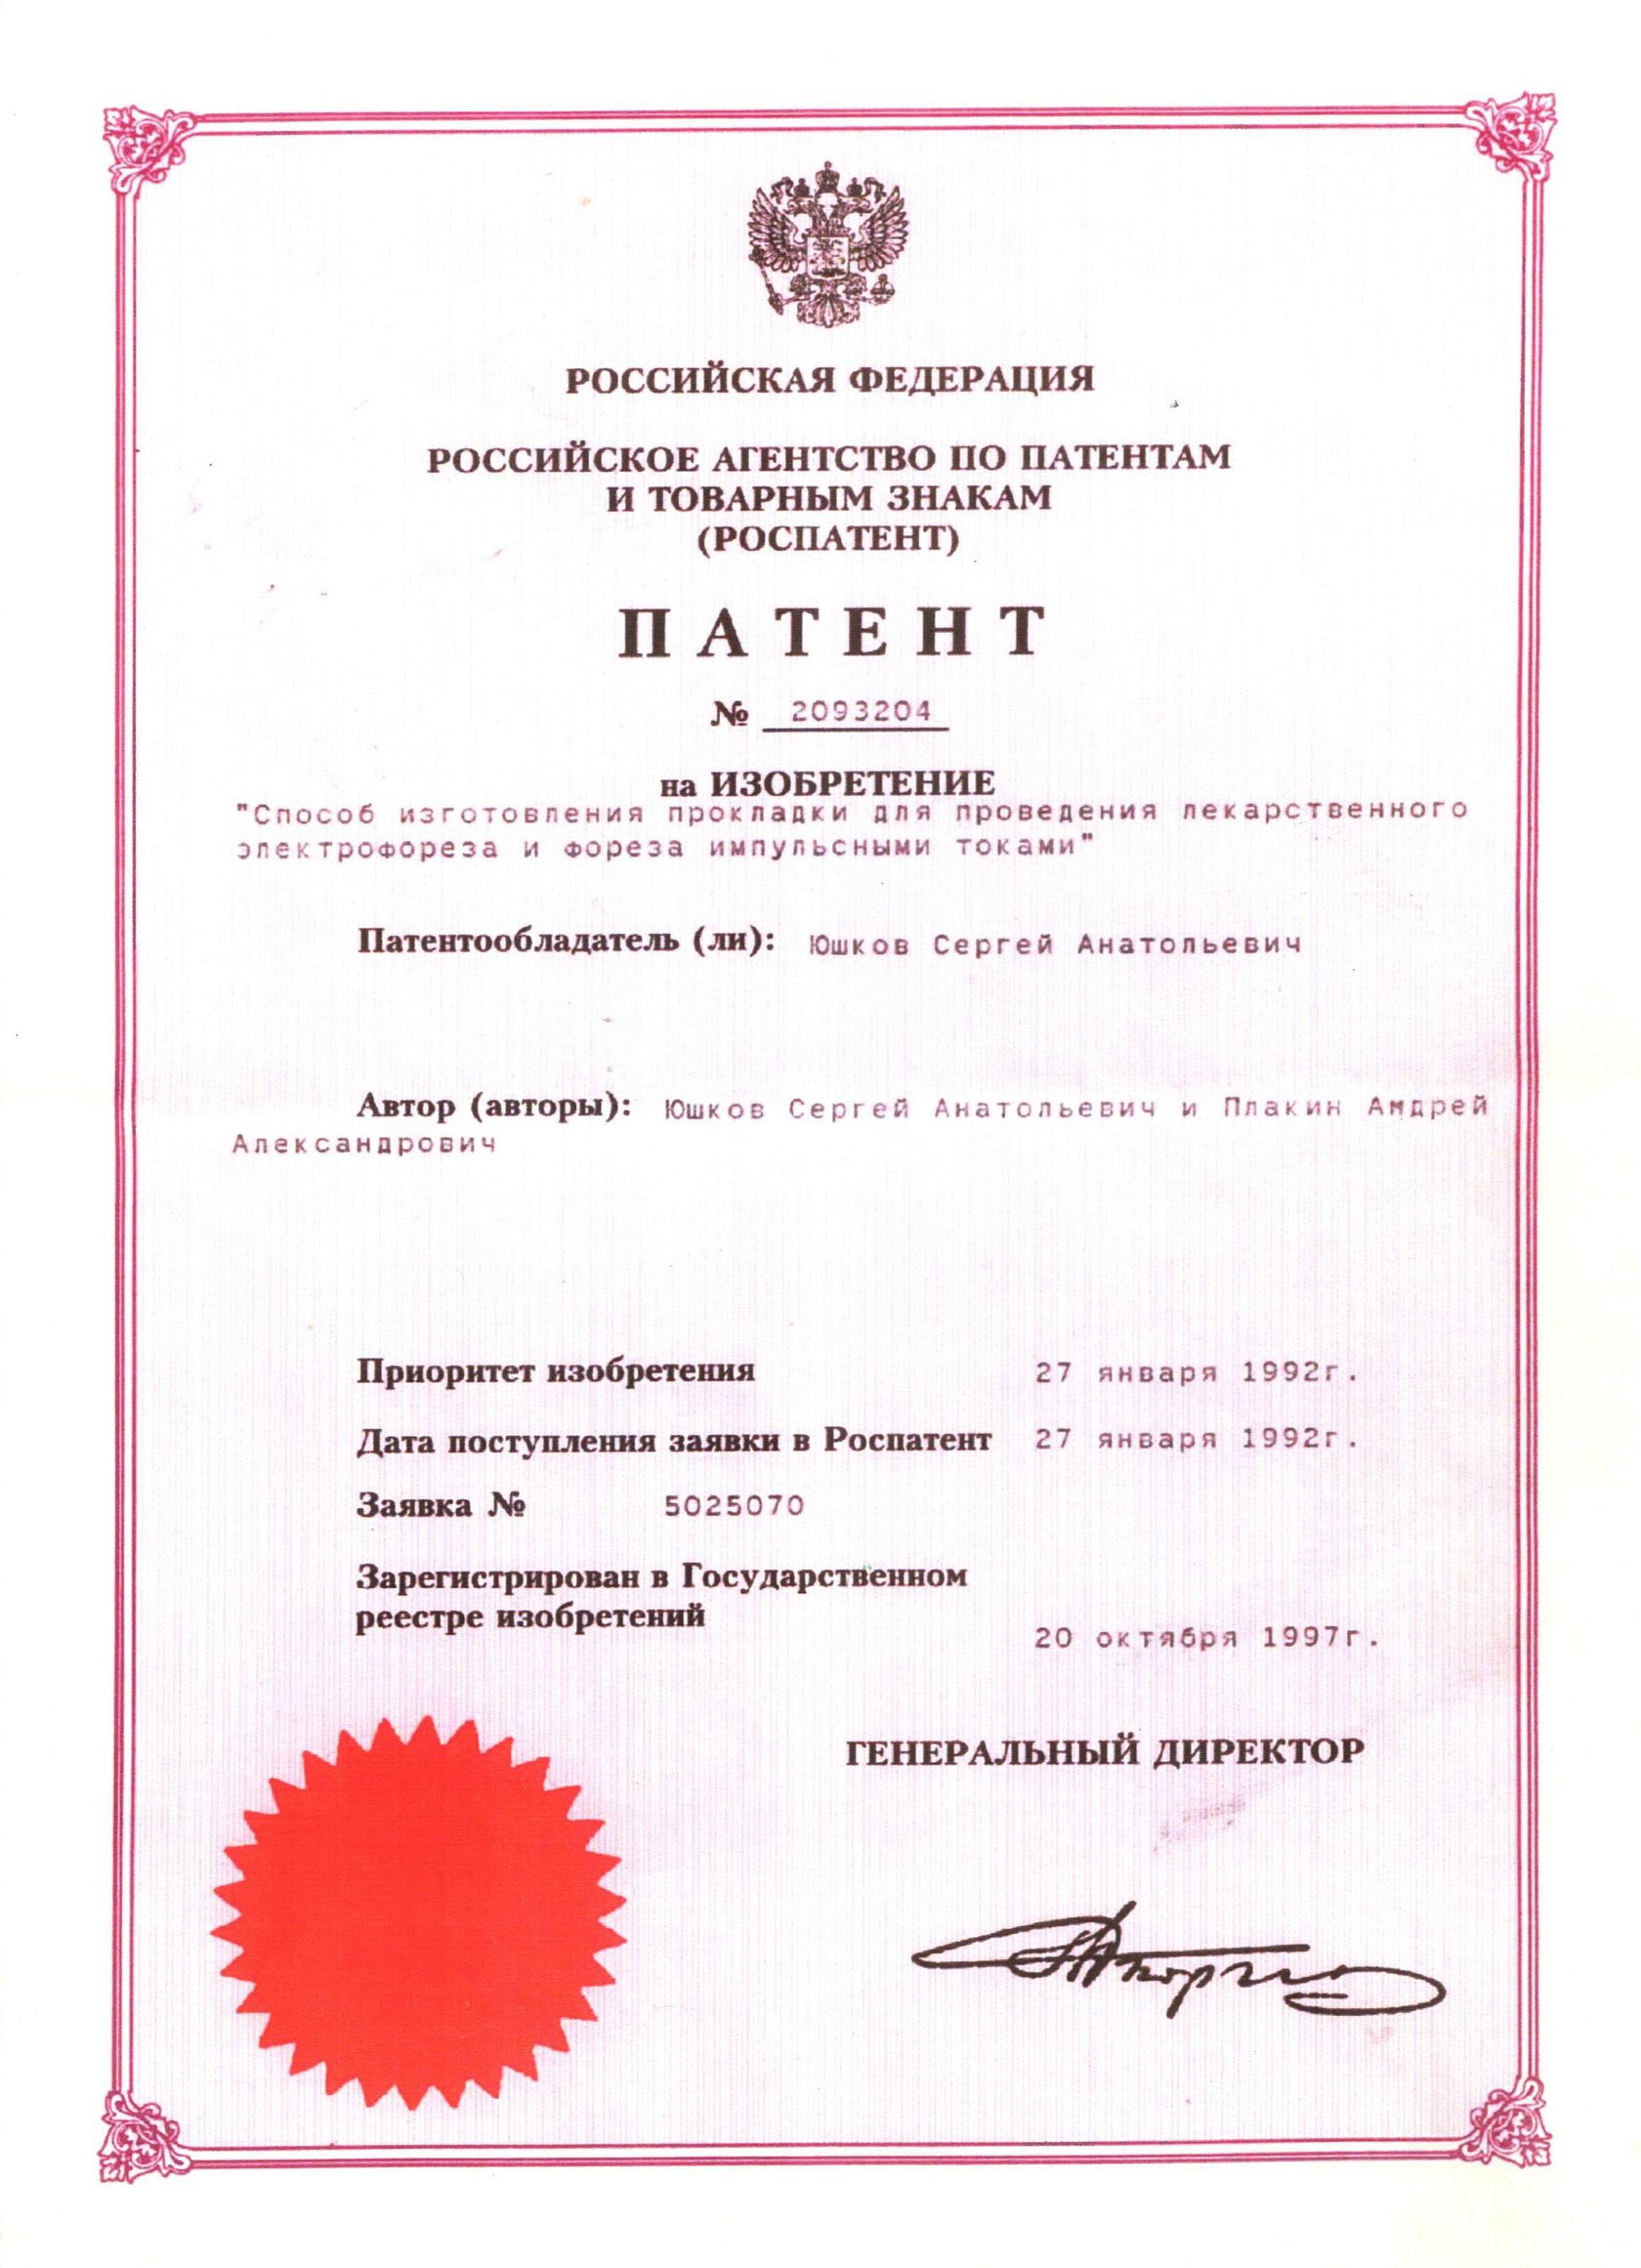 РОССИЙСКАЯ ФЕДЕРАЦИЯ
РОССИЙСКОЕ АГЕНТСТВО ПО ПАТЕНТАМ
И ТОВАРНЫМ ЗНАКАМ
(РОСПАТЕНТ)
ПАТЕНТ
№ 2093204
на ИЗОБРЕТЕНИЕ
"Способ изготовления прокладки для проведения лекарственного
электрофореза и фореза импульсными токами"
Патентообладатель (ли): Юшков Сергей Анатольевич
Автор (авторы): Юшков Сергей Анатольевич и Плакин Андрей
Александрович
Приоритет изобретения 27 января 1992г.
Дата поступления заявки в Роспатент 27 января 1992г.
Заявка № 5025070
Зарегистрирован в Государственном
реестре изобретений
20 октября 1997г.
ГЕНЕРАЛЬНЫЙ ДИРЕКТОР